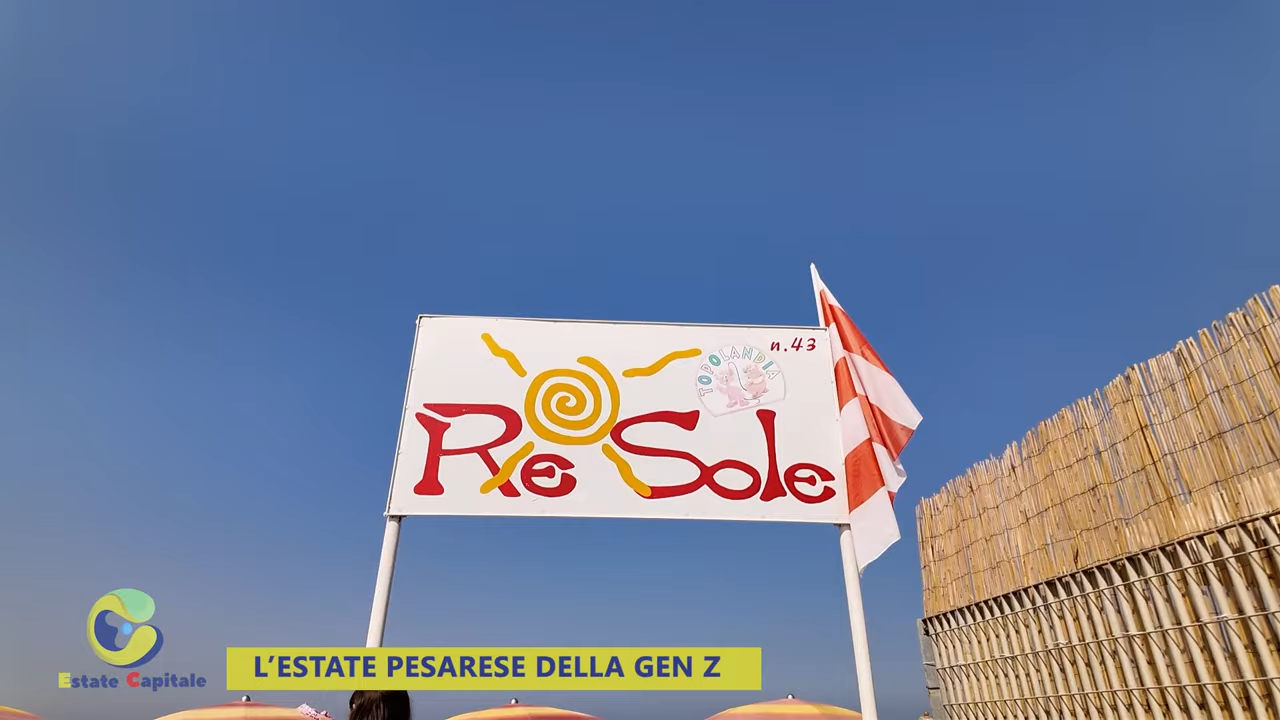 TOPOLANDIA
n.43
Re Sole
Estate Capitale
L'ESTATE PESARESE DELLA GEN Z